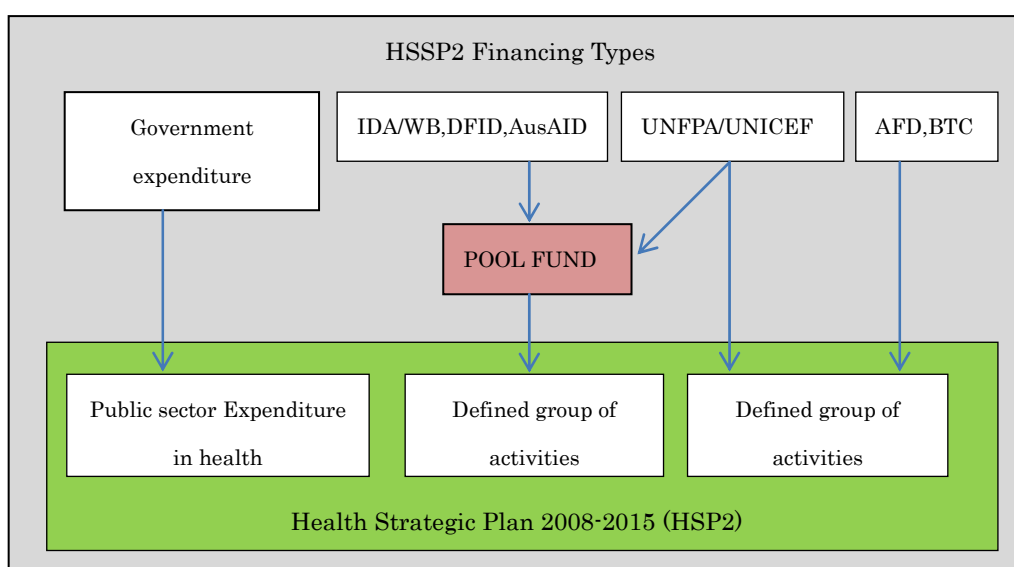 HSSP2 Financing Types
Government
expenditure
IDA/WB,DFID,AusAID
UNFPA/UNICEF
AFD,BTC
POOL FUND
Public sector Expenditure
in health
Defined group of
activities
Defined group of
activities
Health Strategic Plan 2008-2015 (HSP2)